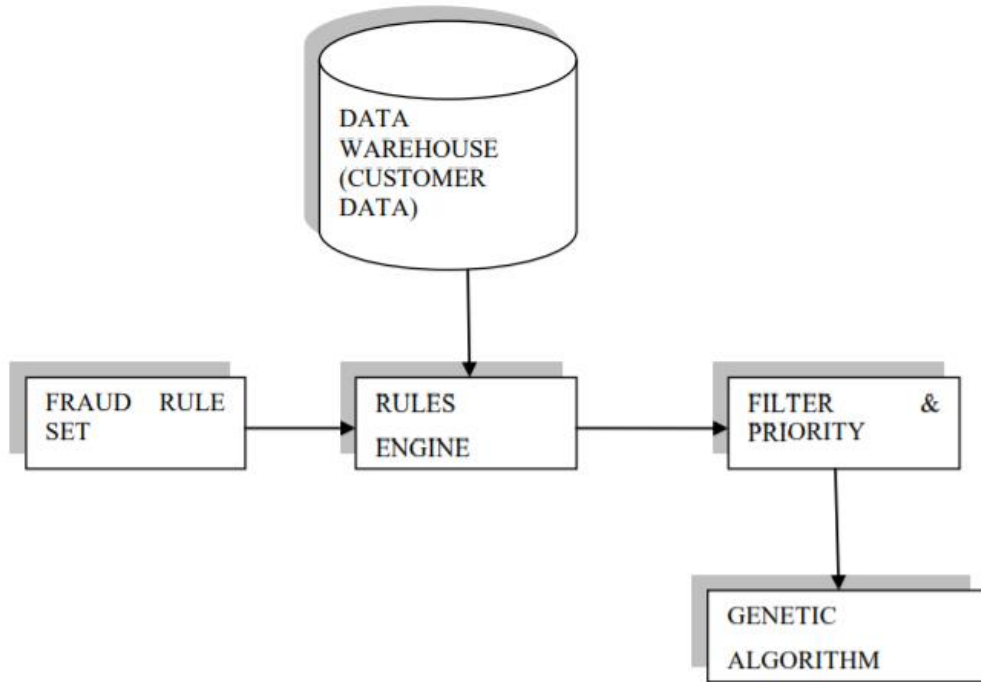 DATA
WAREHOUSE
(CUSTOMER
DATA)
FRAUD RULE
SET
RULES
ENGINE
FILTER &
PRIORITY
GENETIC
ALGORITHM